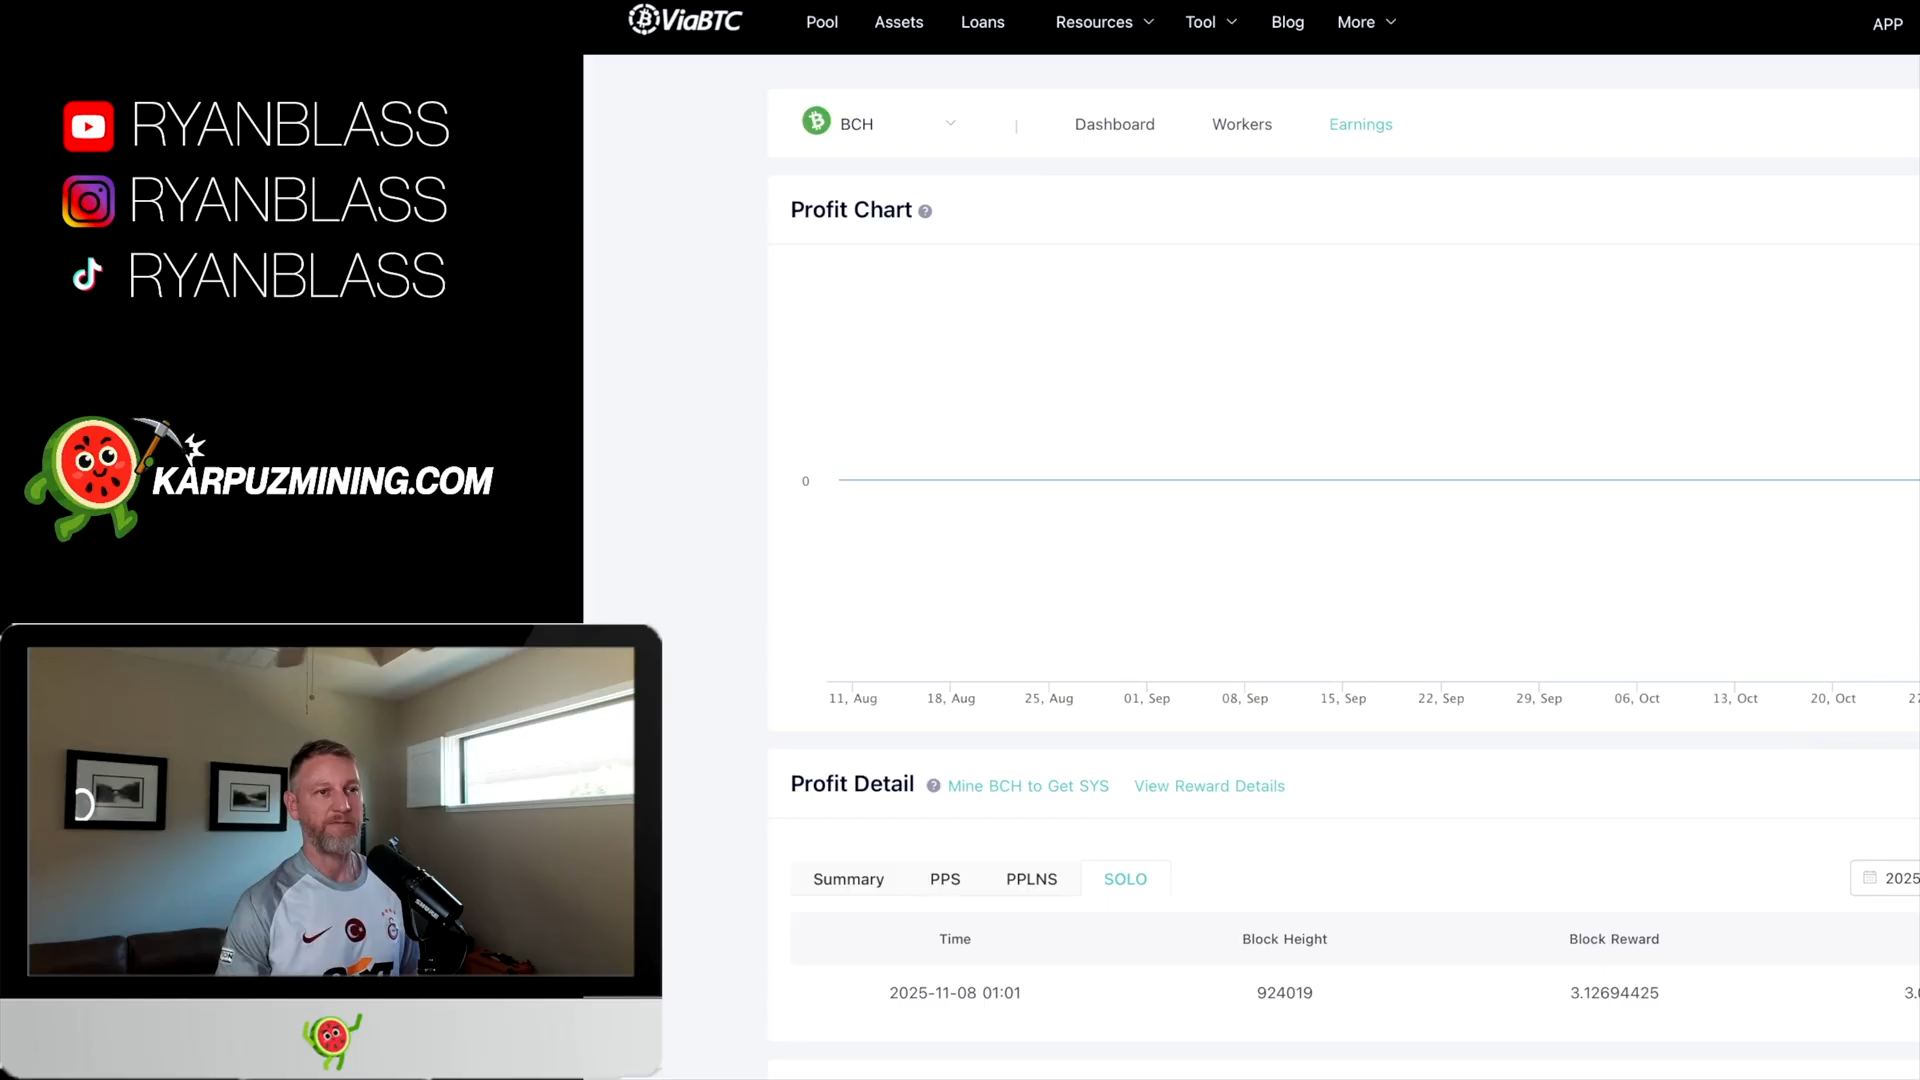 ViaBTC
Pool
Assets
Loans
Resources
Tool
Blog
More
APP
RYANBLASS
RYANBLASS
RYANBLASS
KARPUZMINING.COM
BCH
|
Dashboard
Workers
Earnings
Profit Chart
0
11, Aug
18, Aug
25, Aug
01, Sep
08, Sep
15, Sep
22, Sep
29, Sep
06, Oct
13, Oct
20, Oct
27
Profit Detail
Mine BCH to Get SYS
View Reward Details
Summary
PPS
PPLNS
SOLO
2025
Time
Block Height
Block Reward
2025-11-08 01:01
924019
3.12694425
3.
SHURE